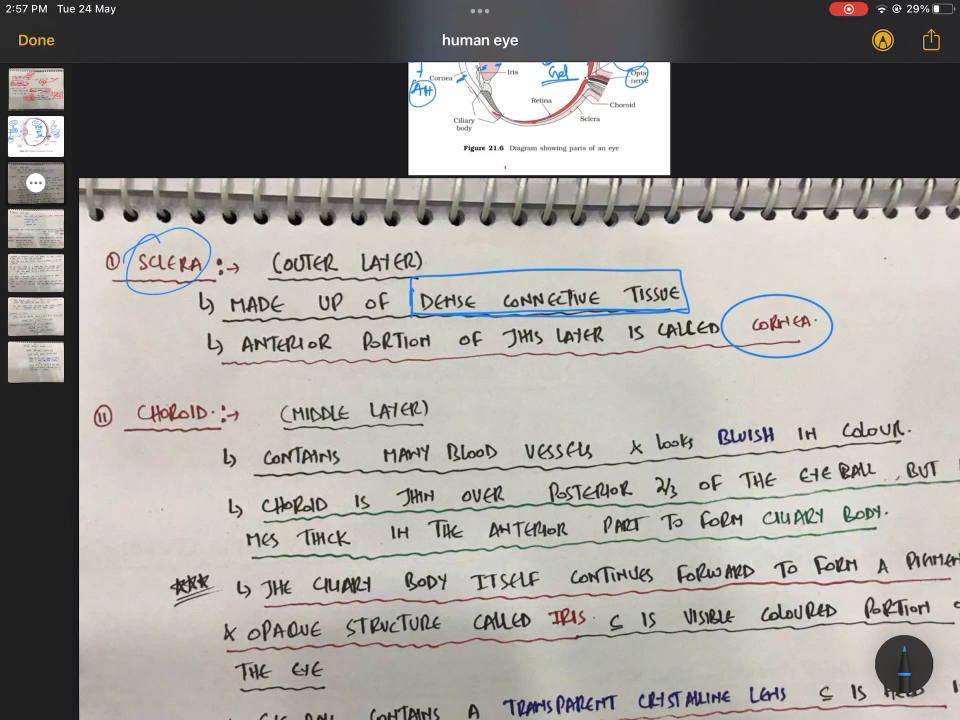 2:57 PM Tue 24 May
29%
Done
human eye
Cornea
Iris
Gel
Optic
nerve
AH
Retina
Choroid
Ciliary
body
Sclera
Figure 21.6 Diagram showing parts of an eye
I SCLERA :→ (OUTER LAYER)
↳ MADE UP OF DENSE CONNECTIVE TISSUE
↳ ANTERIOR PORTION OF THIS LAYER IS CALLED CORNEA.
II CHOROID :→ (MIDDLE LAYER)
↳ CONTAINS MANY BLOOD VESSELS & looks BLUISH IN COLOUR.
↳ CHOROID IS THIN OVER POSTERIOR 2/3 OF THE EYE BALL, BUT
MES THICK IN THE ANTERIOR PART TO FORM CILIARY BODY.
*** ↳ THE CILIARY BODY ITSELF CONTINUES FORWARD TO FORM A PIGMEN
& OPAQUE STRUCTURE CALLED IRIS. C IS VISIBLE COLOURED PORTION
THE EYE
CONTAINS A TRANSPARENT CRYSTALLINE LENS C IS